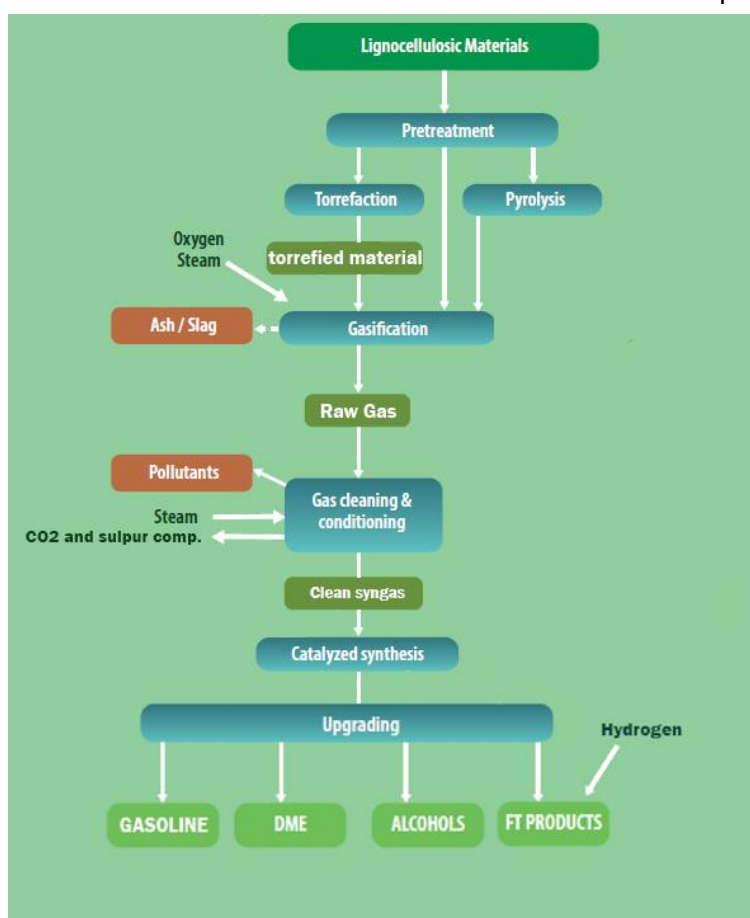 Lignocellulosic Materials
Pretreatment
Torrefaction
Pyrolysis
Oxygen
Steam
torrefied material
Ash / Slag
Gasification
Raw Gas
Pollutants
Gas cleaning &
conditioning
Steam
CO2 and sulpur comp.
Clean syngas
Catalyzed synthesis
Upgrading
Hydrogen
GASOLINE
DME
ALCOHOLS
FT PRODUCTS